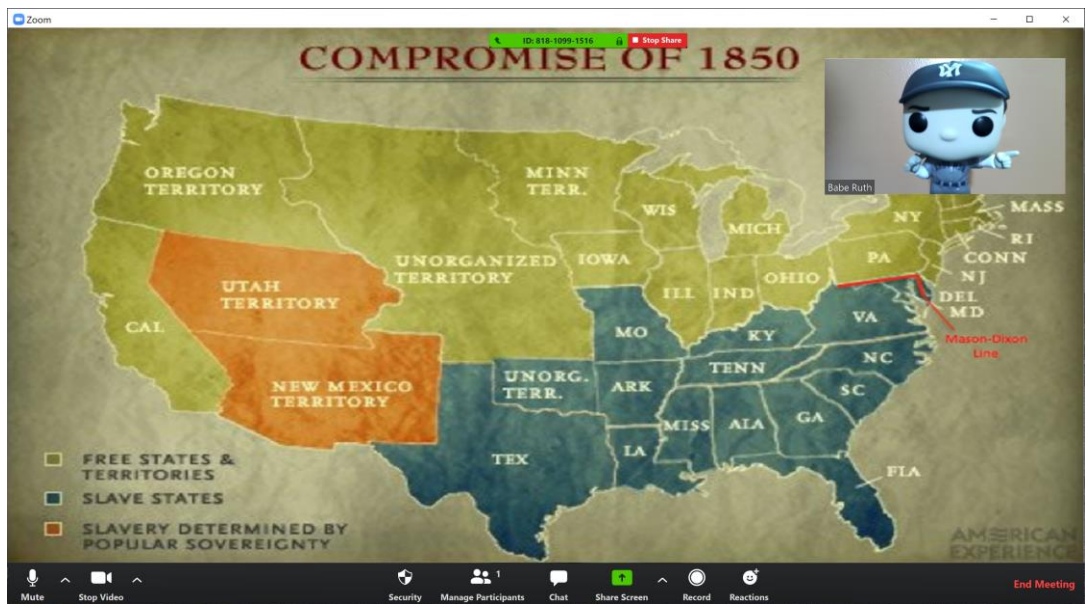 Zoom
ID: 818-1099-1516
Stop Share
COMPROMISE OF 1850
Babe Ruth
OREGON
TERRITORY
MINN
TERR.
WIS
MICH
NY
MASS
RI
CONN
NJ
PA
UNORGANIZED
TERRITORY
IOWA
ILL
IND
OHIO
UTAH
TERRITORY
CAL
DEL
MD
Mason-Dixon
Line
MO
KY
VA
NEW MEXICO
TERRITORY
UNORG.
TERR.
ARK
TENN
NC
SC
MISS
ALA
GA
TEX
LA
FLA
FREE STATES &
TERRITORIES
SLAVE STATES
SLAVERY DETERMINED BY
POPULAR SOVEREIGNTY
AMERICAN
EXPERIENCE
Mute
Stop Video
Security
1
Manage Participants
Chat
Share Screen
Record
Reactions
End Meeting